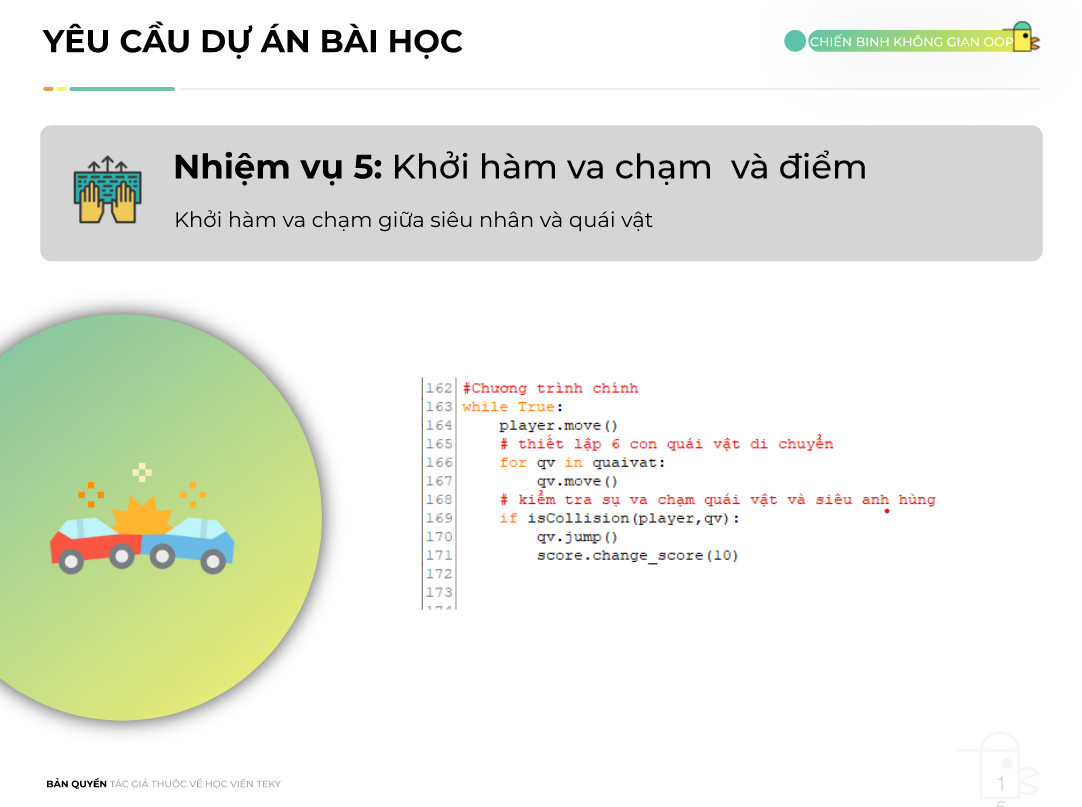 YÊU CẦU DỰ ÁN BÀI HỌC
CHIẾN BINH KHÔNG GIAN OOP
Nhiệm vụ 5: Khởi hàm va chạm và điểm
Khởi hàm va chạm giữa siêu nhân và quái vật
162 #Chương trình chính
163 while True:
164 player.move()
165 # thiết lập 6 con quái vật di chuyển
166 for qv in quaivat:
167 qv.move()
168 # kiểm tra sự va chạm quái vật và siêu anh hùng
169 if isCollision(player,qv):
170 qv.jump()
171 score.change_score(10)
172
173
BẢN QUYỀN TÁC GIẢ THUỘC VỀ HỌC VIỆN TEKY
1